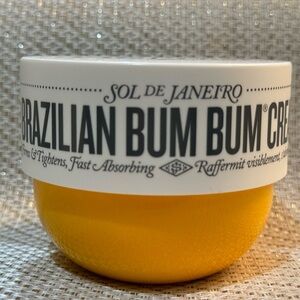 SOL DE JANEIRO
BRAZILIAN BUM BUM® CRE
& Tightens, Fast Absorbing Raffermit visiblement,